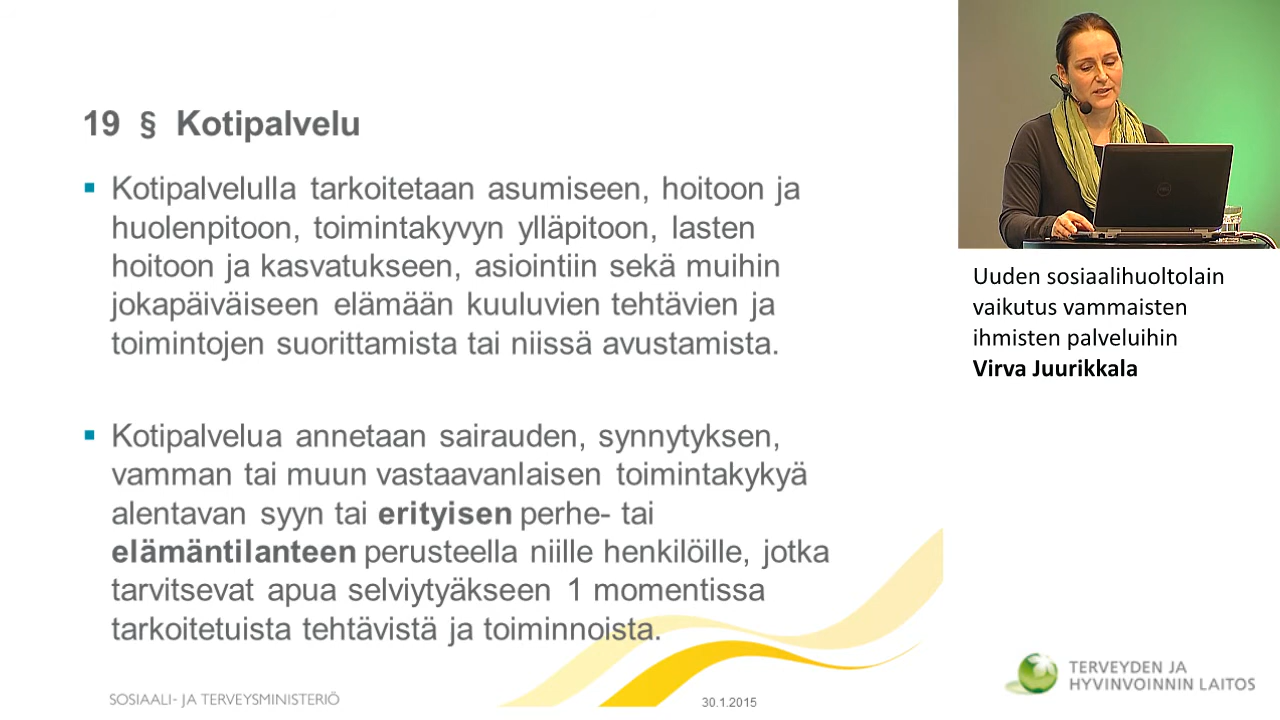 19 § Kotipalvelu
Kotipalvelulla tarkoitetaan asumiseen, hoitoon ja
huolenpitoon, toimintakyvyn ylläpitoon, lasten
hoitoon ja kasvatukseen, asiointiin sekä muihin
jokapäiväiseen elämään kuuluvien tehtävien ja
toimintojen suorittamista tai niissä avustamista.
Kotipalvelua annetaan sairauden, synnytyksen,
vamman tai muun vastaavanlaisen toimintakykyä
alentavan syyn tai erityisen perhe- tai
elämäntilanteen perusteella niille henkilöille, jotka
tarvitsevat apua selviytyäkseen 1 momentissa
tarkoitetuista tehtävistä ja toiminnoista.
SOSIAALI- JA TERVEYSMINISTERIÖ
30.1.2015
Uuden sosiaalihuoltolain
vaikutus vammaisten
ihmisten palveluihin
Virva Juurikkala
TERVEYDEN JA
HYVINVOINNIN LAITOS